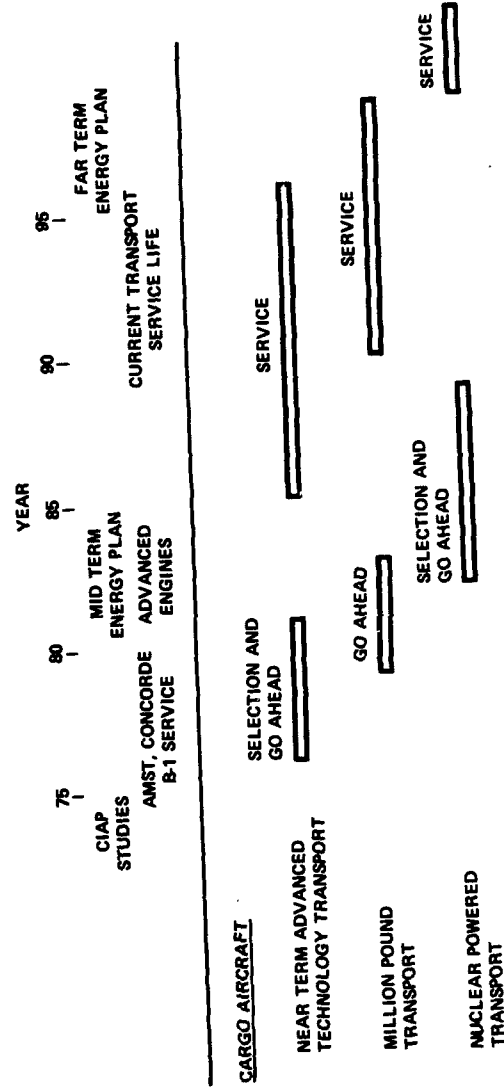 YEAR
75
80
85
90
95
CIAP
STUDIES
MID TERM
ENERGY PLAN
FAR TERM
ENERGY PLAN
AMST, CONCORDE
B-1 SERVICE
ADVANCED
ENGINES
CURRENT TRANSPORT
SERVICE LIFE
CARGO AIRCRAFT
NEAR TERM ADVANCED
TECHNOLOGY TRANSPORT
SELECTION AND
GO AHEAD
SERVICE
MILLION POUND
TRANSPORT
GO AHEAD
SERVICE
NUCLEAR POWERED
TRANSPORT
SELECTION AND
GO AHEAD
SERVICE